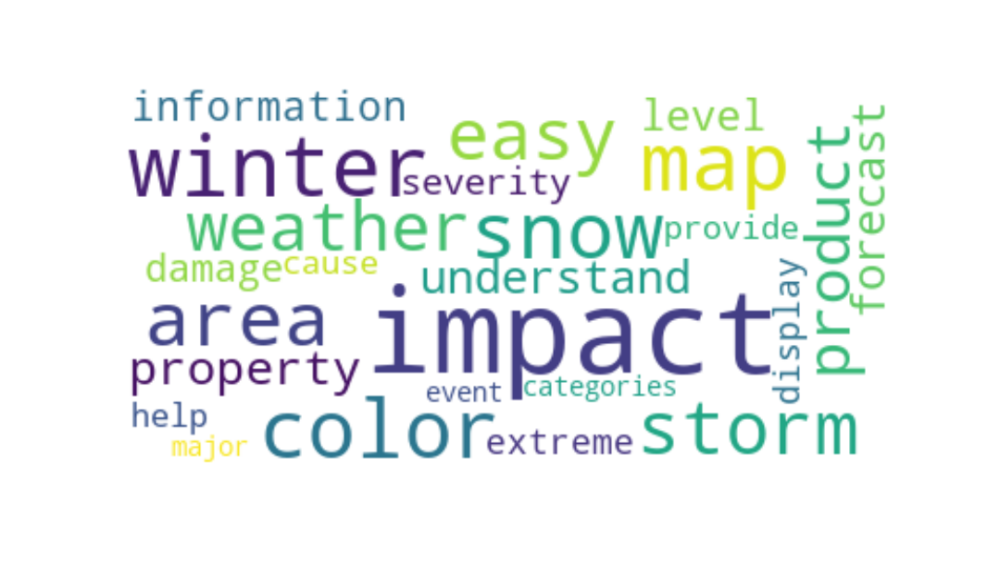 information
level
easy
winter
map
severity
product
forecast
weather
snow
provide
damage
cause
understand
area
impact
display
property
event
categories
help
color
storm
extreme
major